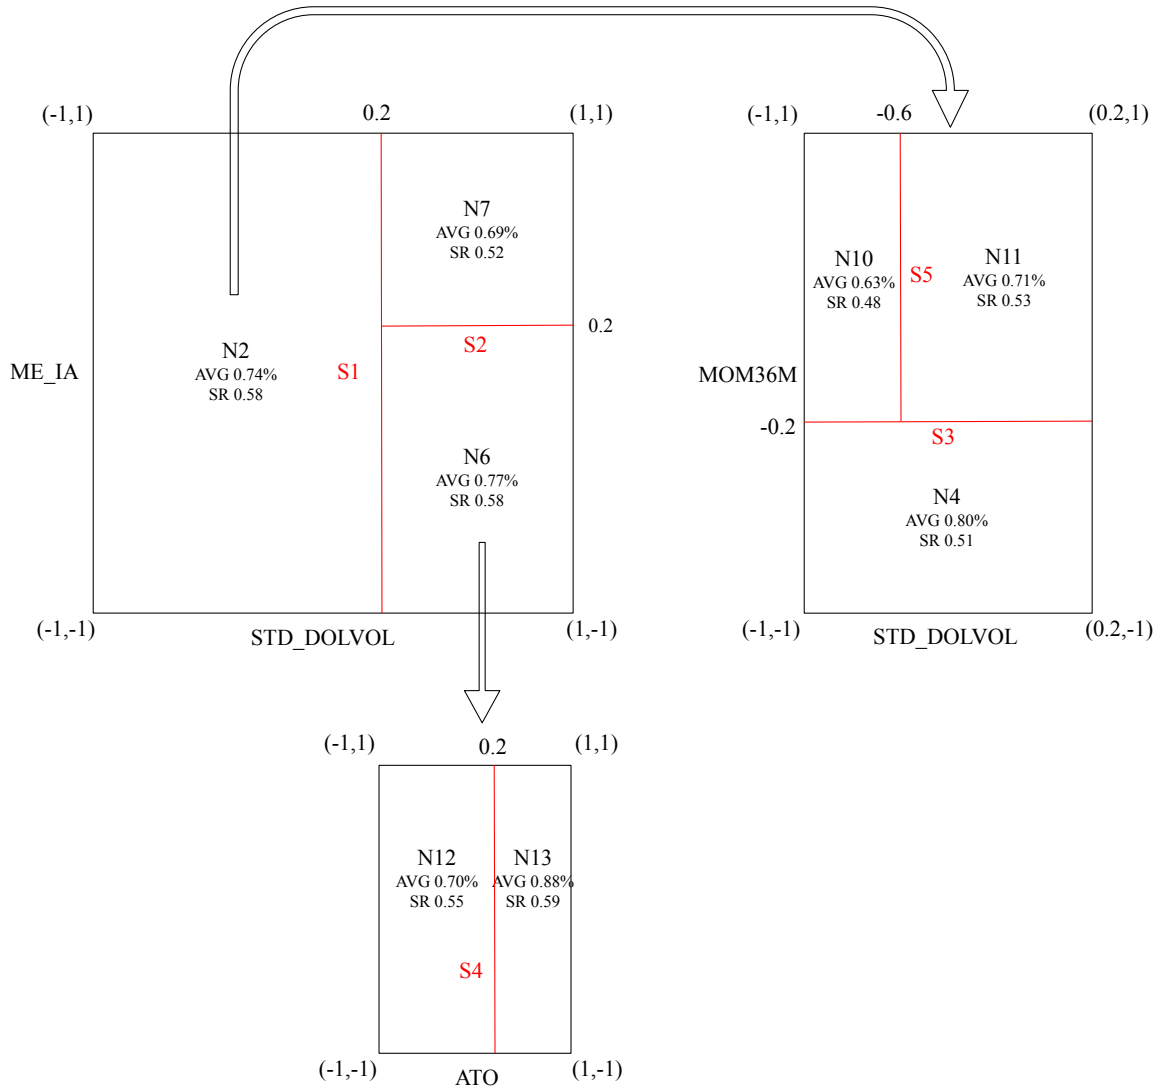 (-1,1)
0.2
(1,1)
N7
AVG 0.69%
SR 0.52
0.2
S2
N2
AVG 0.74%
SR 0.58
S1
ME_IA
N6
AVG 0.77%
SR 0.58
(-1,-1)
STD_DOLVOL
(1,-1)
(-1,1)
-0.6
(0.2,1)
N10
AVG 0.63%
SR 0.48
S5
N11
AVG 0.71%
SR 0.53
MOM36M
-0.2
S3
N4
AVG 0.80%
SR 0.51
(-1,-1)
STD_DOLVOL
(0.2,-1)
(-1,1)
0.2
(1,1)
N12
AVG 0.70%
SR 0.55
N13
AVG 0.88%
SR 0.59
S4
(-1,-1)
ATO
(1,-1)